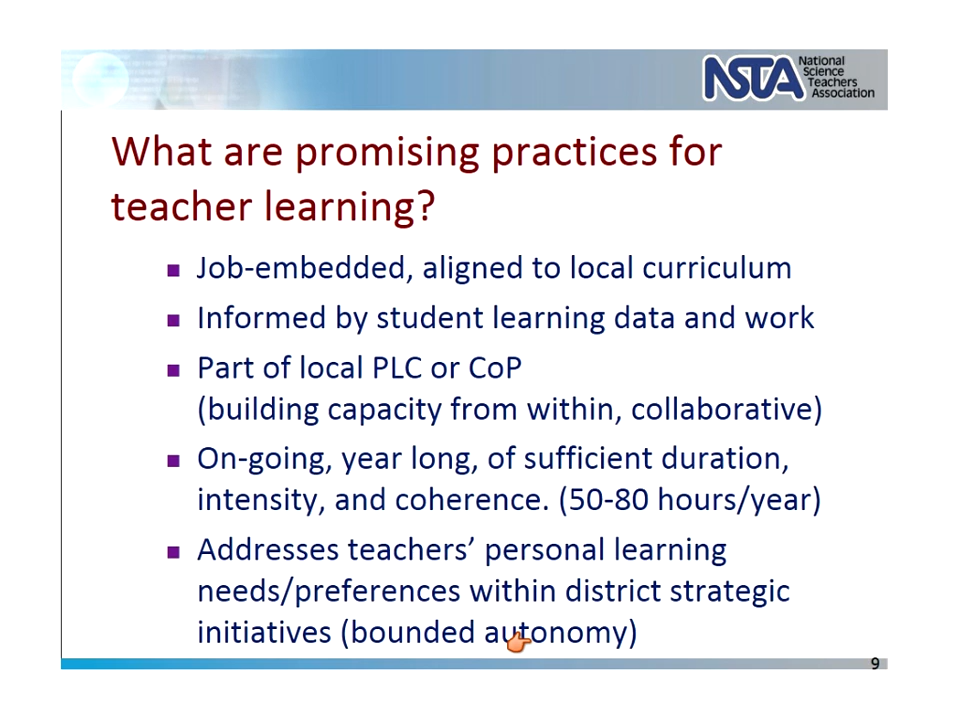 NSTA
National
Science
Teachers
Association
What are promising practices for
teacher learning?
Job-embedded, aligned to local curriculum
Informed by student learning data and work
Part of local PLC or CoP
(building capacity from within, collaborative)
On-going, year long, of sufficient duration,
intensity, and coherence. (50-80 hours/year)
Addresses teachers’ personal learning
needs/preferences within district strategic
initiatives (bounded autonomy)
9